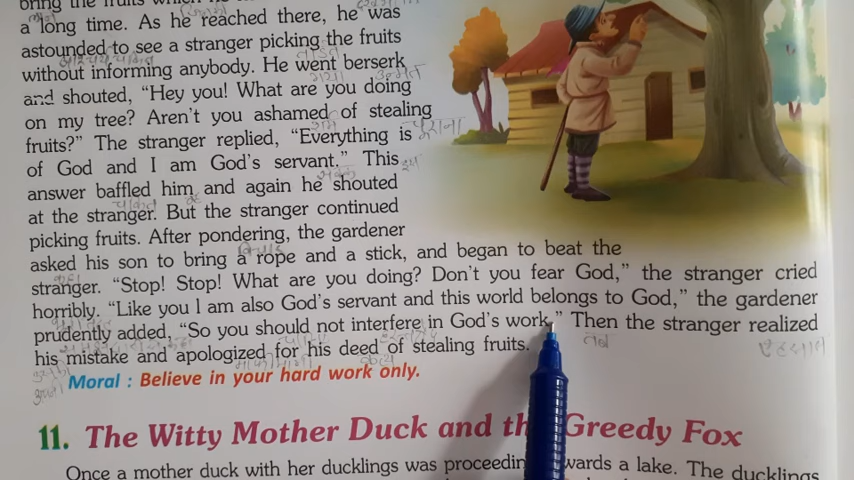 a long time. As he reached there, he was
astounded to see a stranger picking the fruits
without informing anybody. He went berserk
and shouted, “Hey you! What are you doing
on my tree? Aren’t you ashamed of stealing
fruits?” The stranger replied, “Everything is चुराना
of God and I am God’s servant.” This
answer baffled him and again he shouted
at the stranger. But the stranger continued
picking fruits. After pondering, the gardener
asked his son to bring a rope and a stick, and began to beat the
stranger. “Stop! Stop! What are you doing? Don’t you fear God,” the stranger cried
horribly. “Like you I am also God’s servant and this world belongs to God,” the gardener
prudently added, “So you should not interfere in God’s work.” Then the stranger realized
his mistake and apologized for his deed of stealing fruits.
Moral : Believe in your hard work only.
11. The Witty Mother Duck and the Greedy Fox
Once a mother duck with her ducklings was proceeding towards a lake. The ducklings